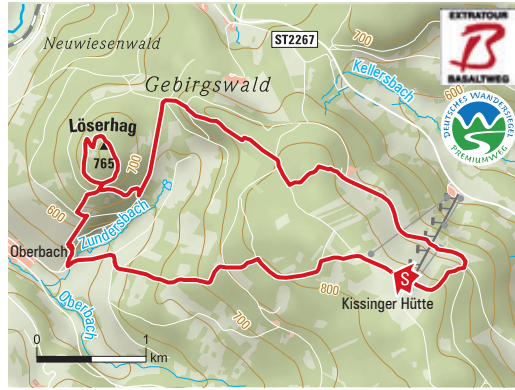 EXTRATOUR
B
BASALTWEG
Neuwiesenwald
ST2267
700
Kellersbach
Gebirgswald
600
DEUTSCHES WANDERSIEGEL
PREMIUMWEG
Löserhag
765
700
600
Zundersbach
Oberbach
S
800
Kissinger Hütte
Oberbach
700
0
1
km